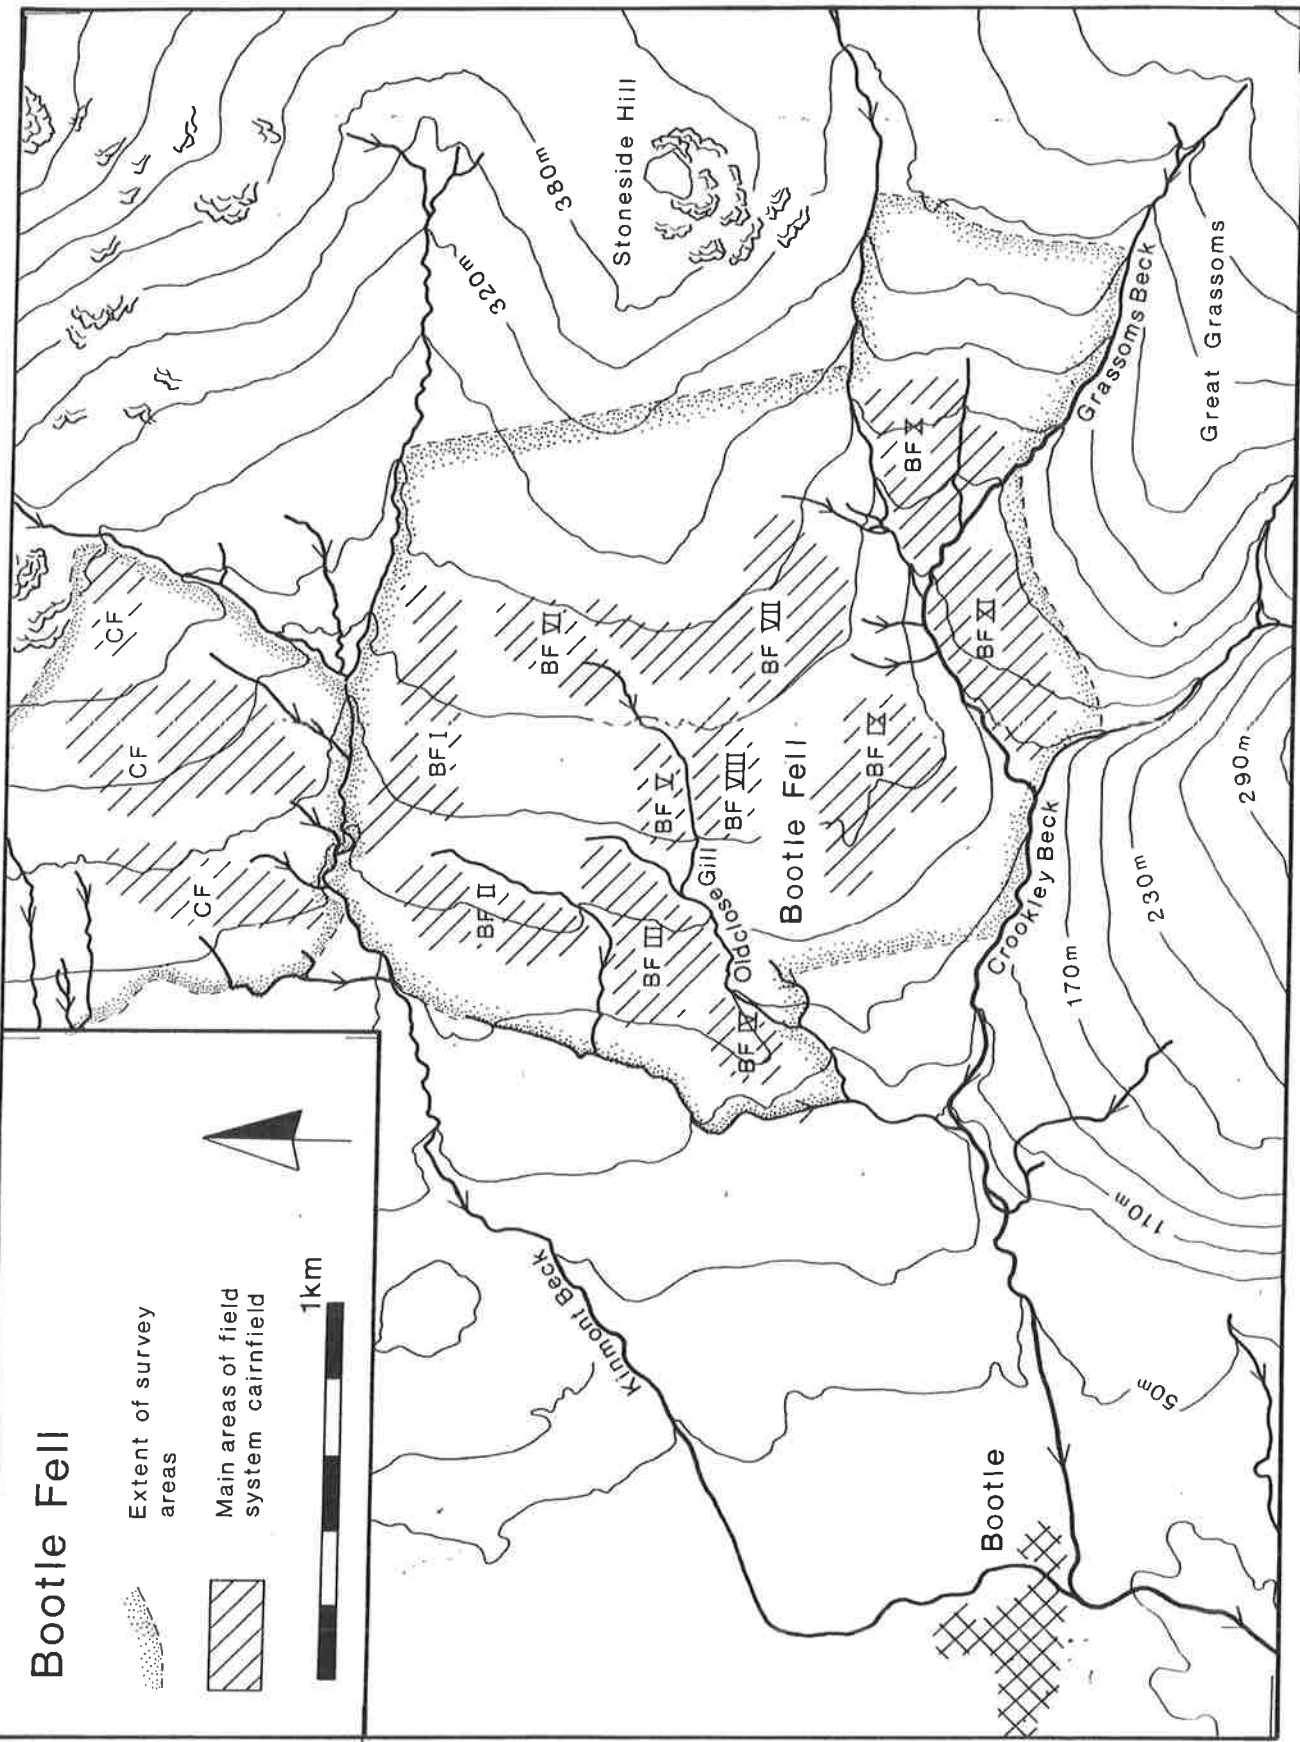 Bootle Fell
Extent of survey
areas
Main areas of field
system cairnfield
1km
CF
CF
CF
BF I
BF II
BF III
BF IV
BF V
BF VI
BF VII
BF VIII
BF IX
BF X
BF XI
Oldclose Gill
Bootle Fell
Stoneside Hill
380m
320m
Grassoms Beck
Great Grassoms
Crookley Beck
290m
230m
170m
110m
50m
Kinmont Beck
Bootle